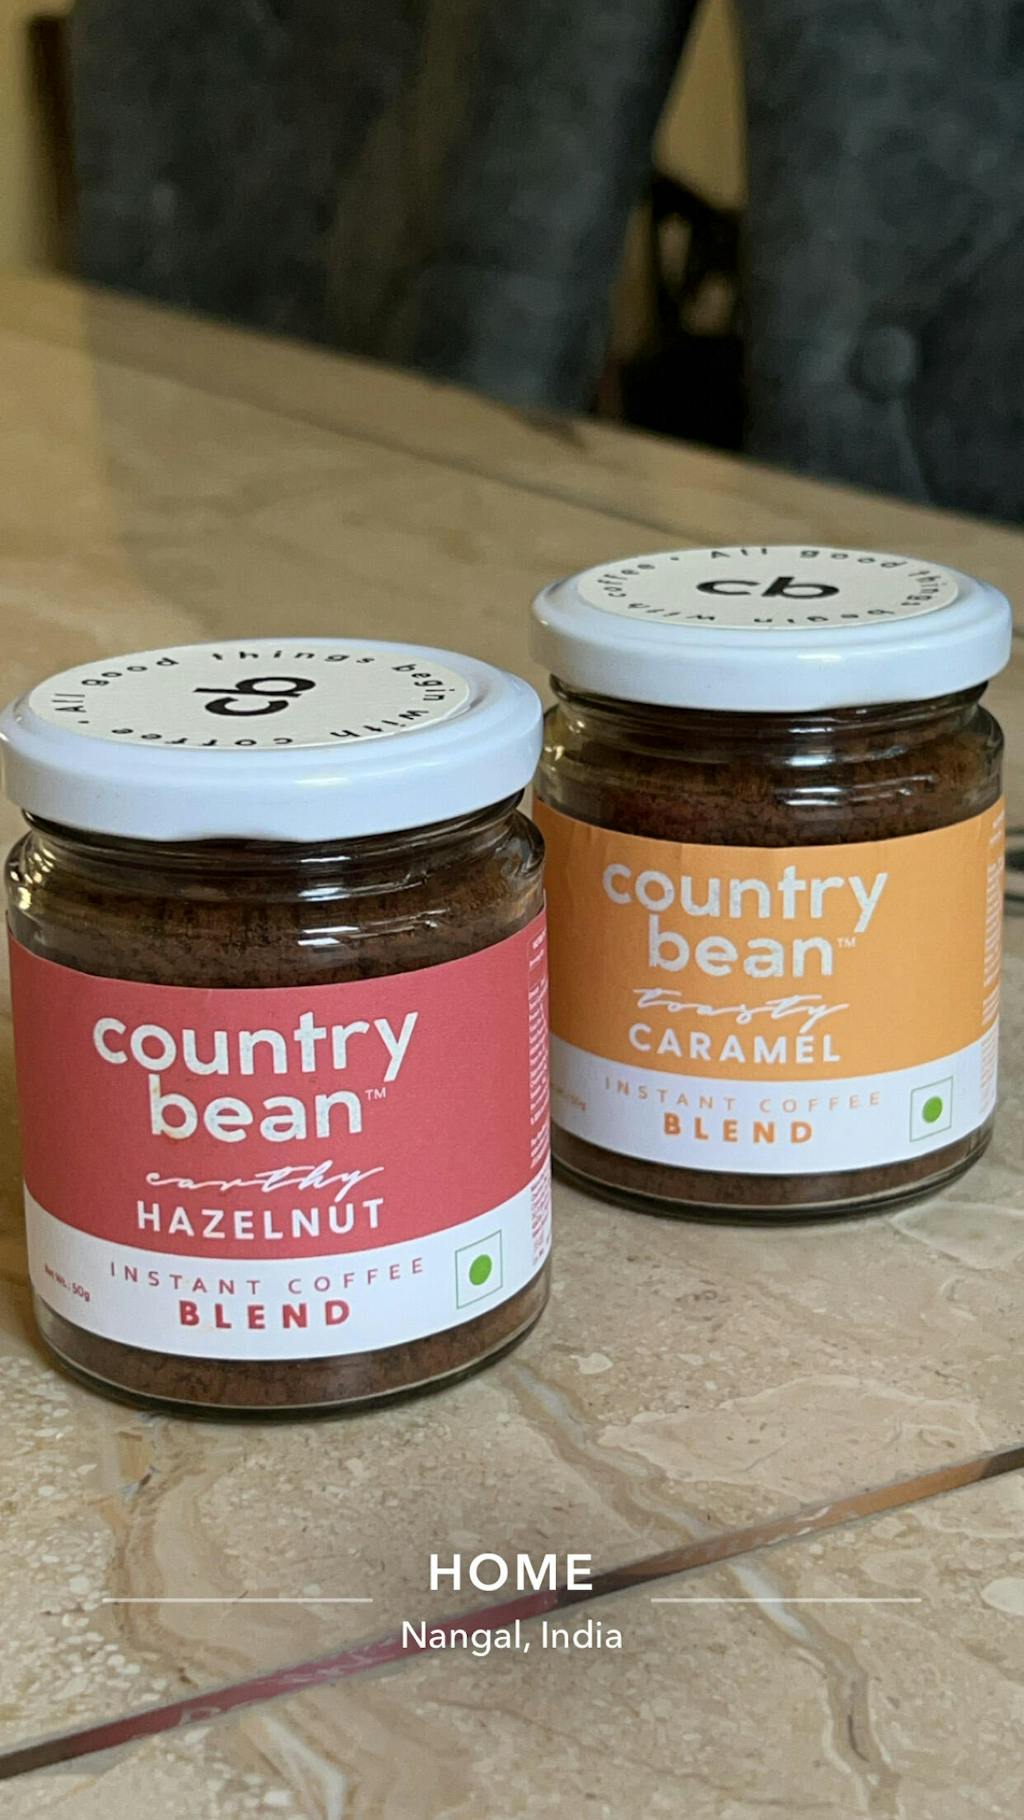 cb
• All good things begin with coffee
cb
• All good things begin with coffee
country
bean™
toasty
CARAMEL
INSTANT COFFEE
BLEND
country
bean™
earthy
HAZELNUT
INSTANT COFFEE
BLEND
Net Wt.: 50g
HOME
Nangal, India